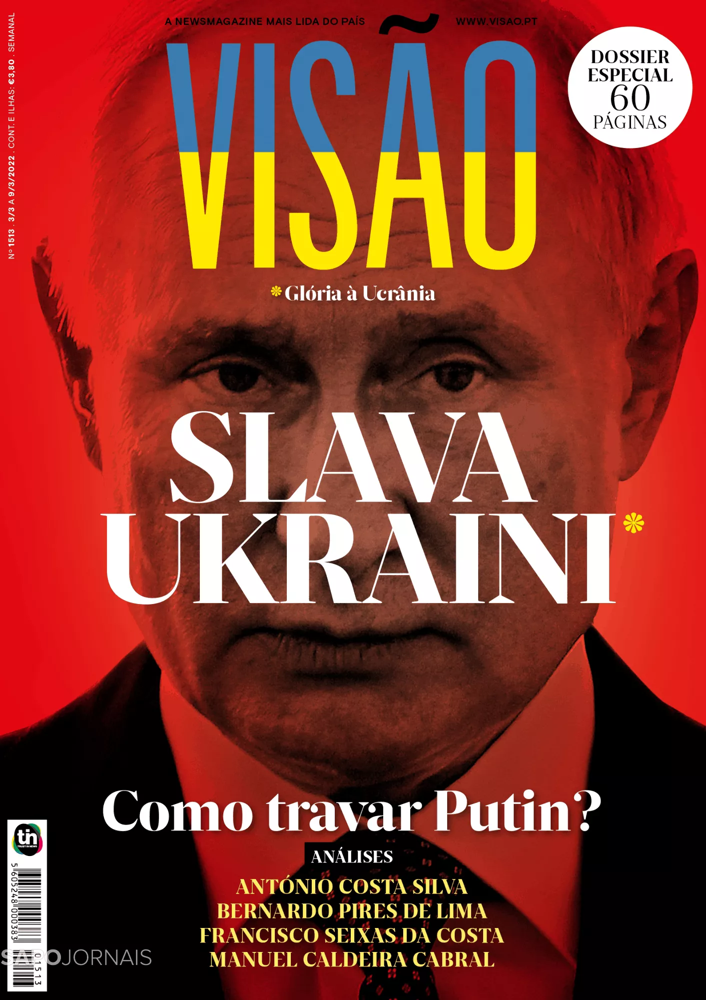 A NEWSMAGAZINE MAIS LIDA DO PAÍS
WWW.VISAO.PT
VISÃO
DOSSIER
ESPECIAL
60
PÁGINAS
Nº 1513 . 3/3 A 9/3/2022 . CONT. E ILHAS: €3,80 . SEMANAL
*Glória à Ucrânia
SLAVA
UKRAINI*
Como travar Putin?
ANÁLISES
ANTÓNIO COSTA SILVA
BERNARDO PIRES DE LIMA
FRANCISCO SEIXAS DA COSTA
MANUEL CALDEIRA CABRAL
tin
TRUST IN NEWS
5 605248 000383
01513
SAPOJORNAIS